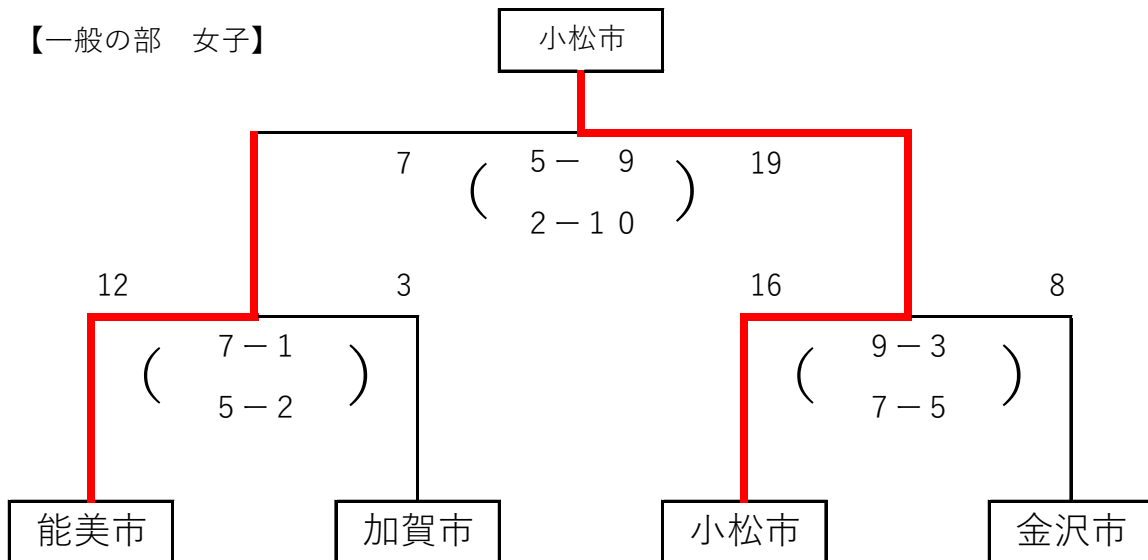 【一般の部　女子】
小松市
7 ( 5－　9 ) 19
2－１０
12 3 16 8
( 7－1 ) ( 9－3 )
5－2 7－5
能美市 加賀市 小松市 金沢市